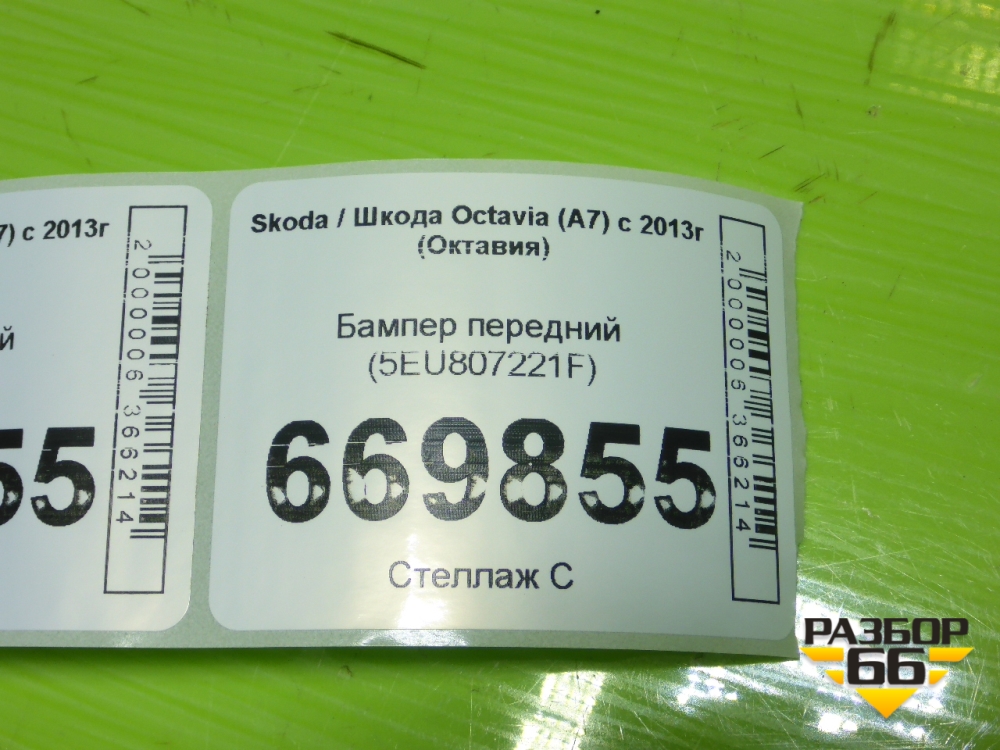 7) с 2013г
й
55
2000006366214
Skoda / Шкода Octavia (A7) с 2013г
(Октавия)
Бампер передний
(5EU807221F)
669855
Стеллаж С
2000006366214
РАЗБОР
66